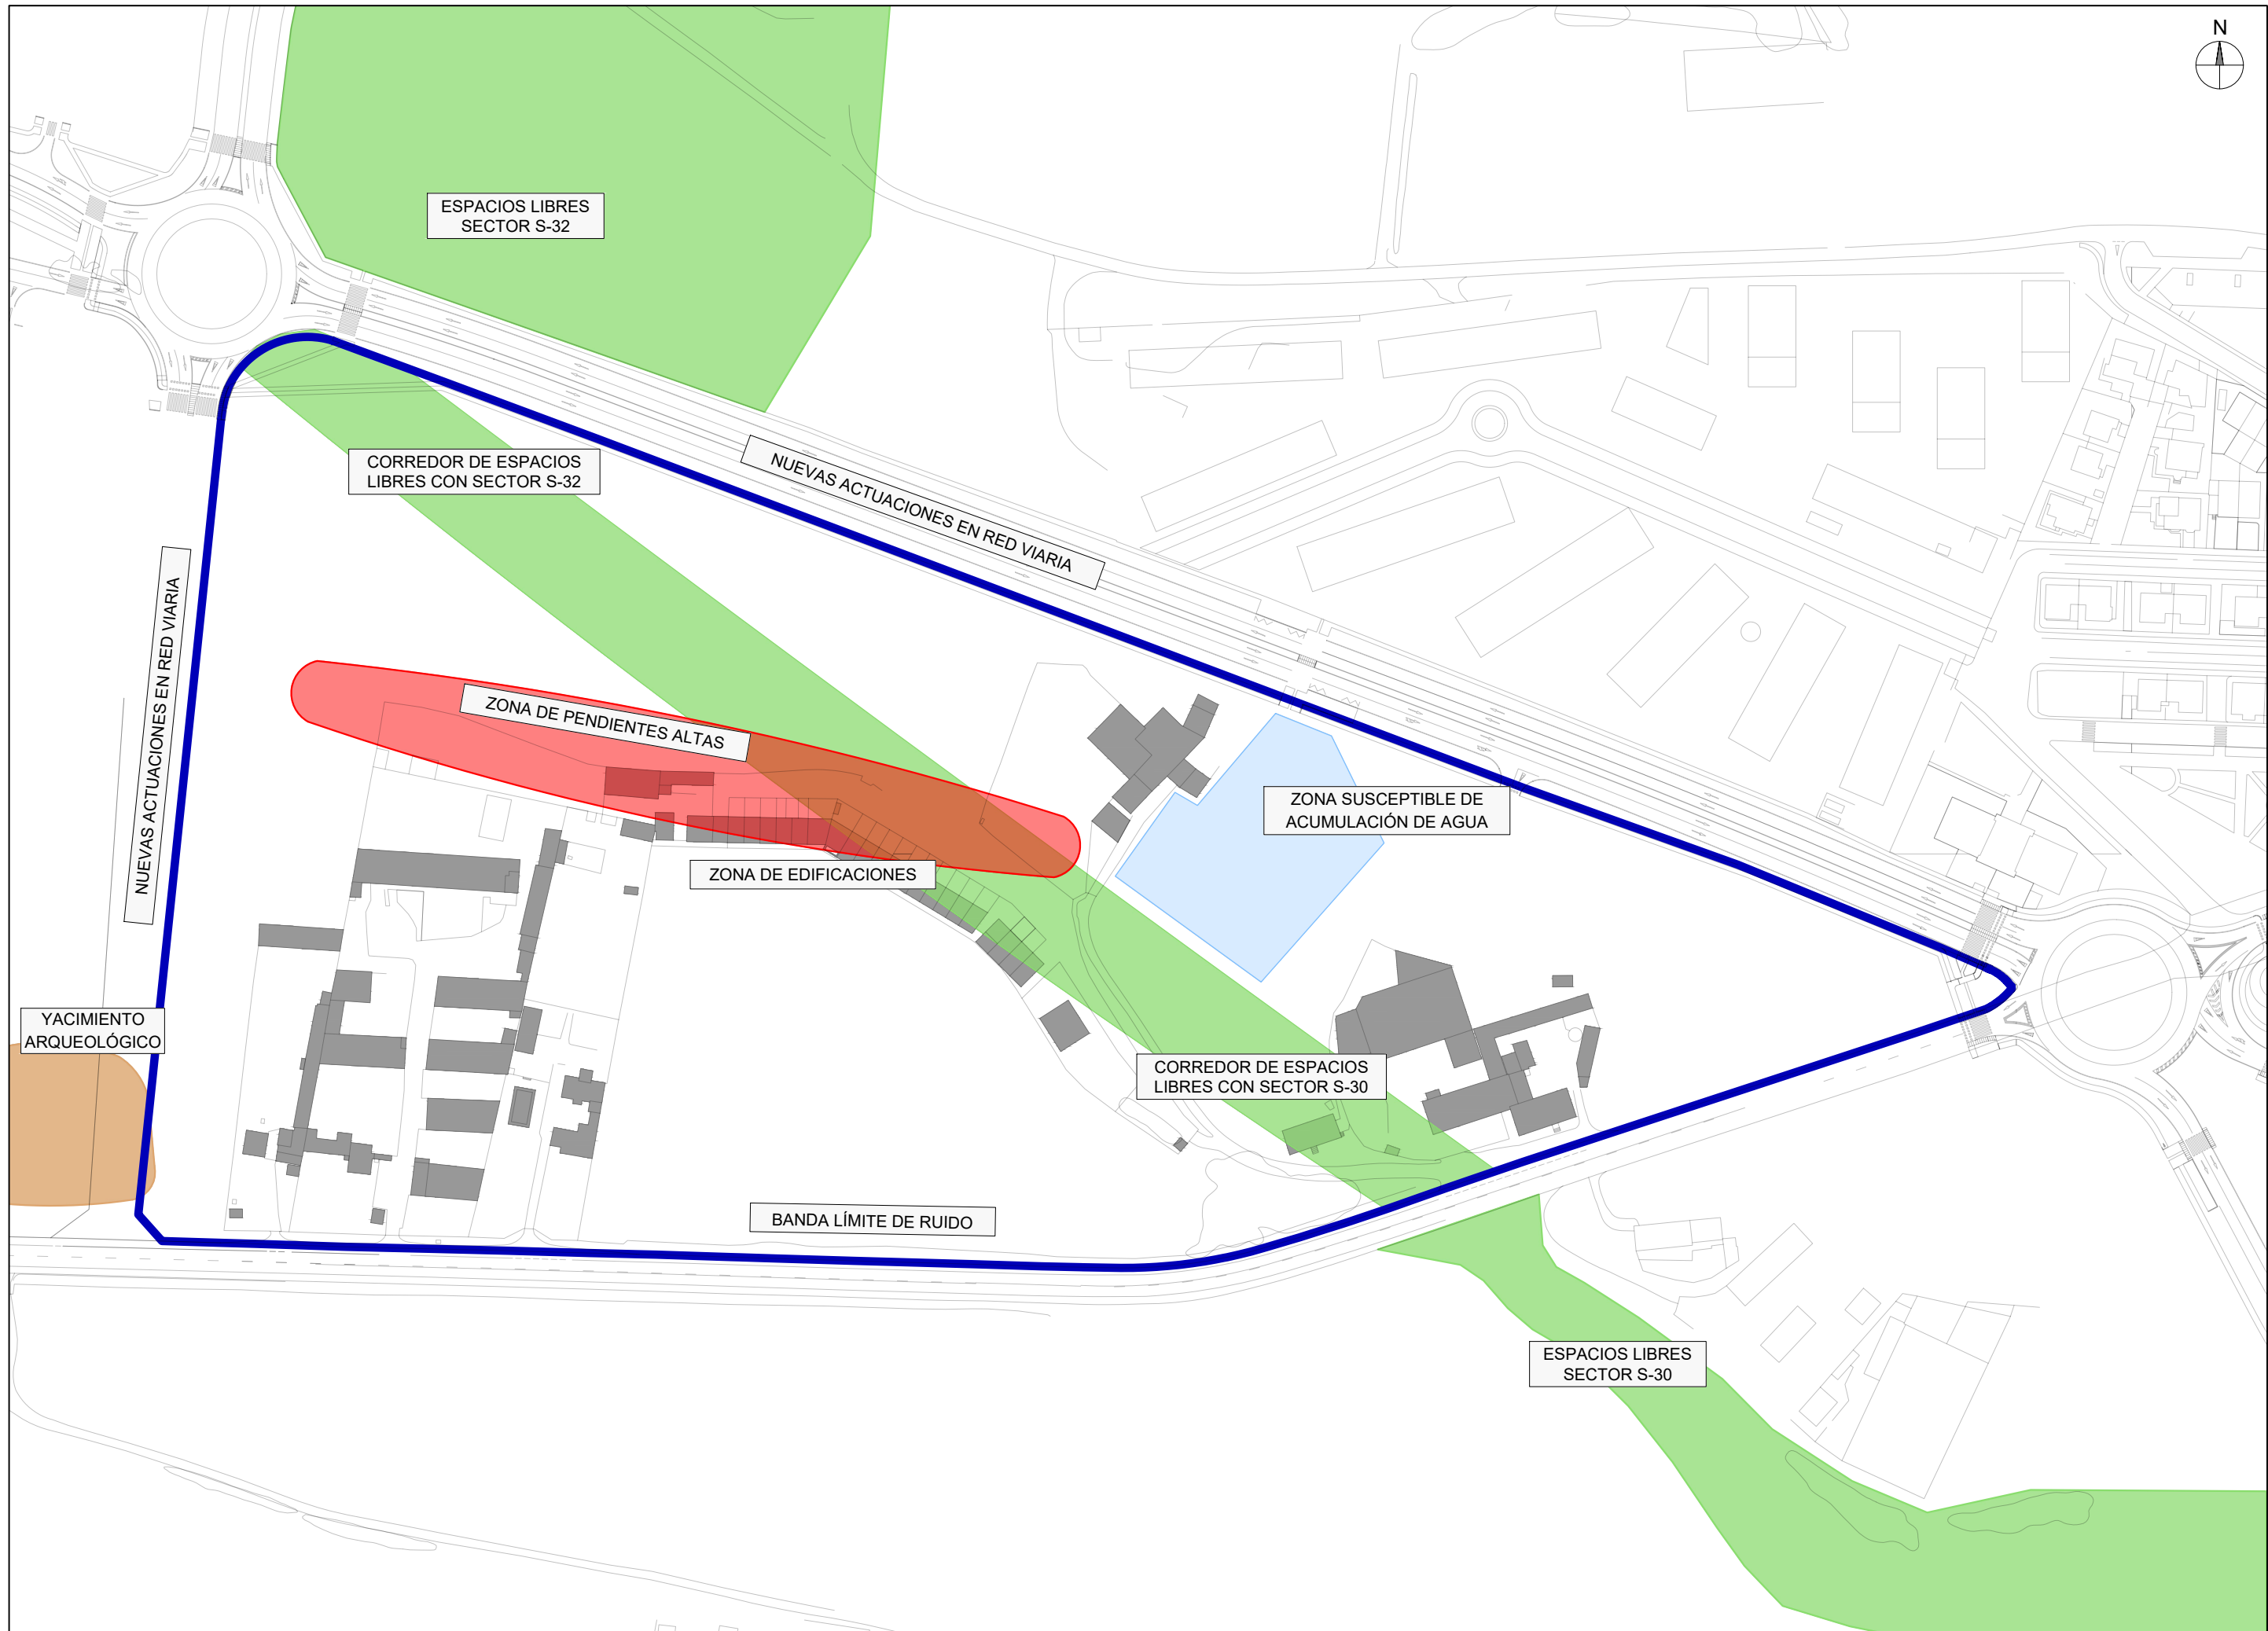 N
ESPACIOS LIBRES
SECTOR S-32
CORREDOR DE ESPACIOS
LIBRES CON SECTOR S-32
NUEVAS ACTUACIONES EN RED VIARIA
NUEVAS ACTUACIONES EN RED VIARIA
ZONA DE PENDIENTES ALTAS
ZONA SUSCEPTIBLE DE
ACUMULACIÓN DE AGUA
ZONA DE EDIFICACIONES
YACIMIENTO
ARQUEOLÓGICO
CORREDOR DE ESPACIOS
LIBRES CON SECTOR S-30
BANDA LÍMITE DE RUIDO
ESPACIOS LIBRES
SECTOR S-30